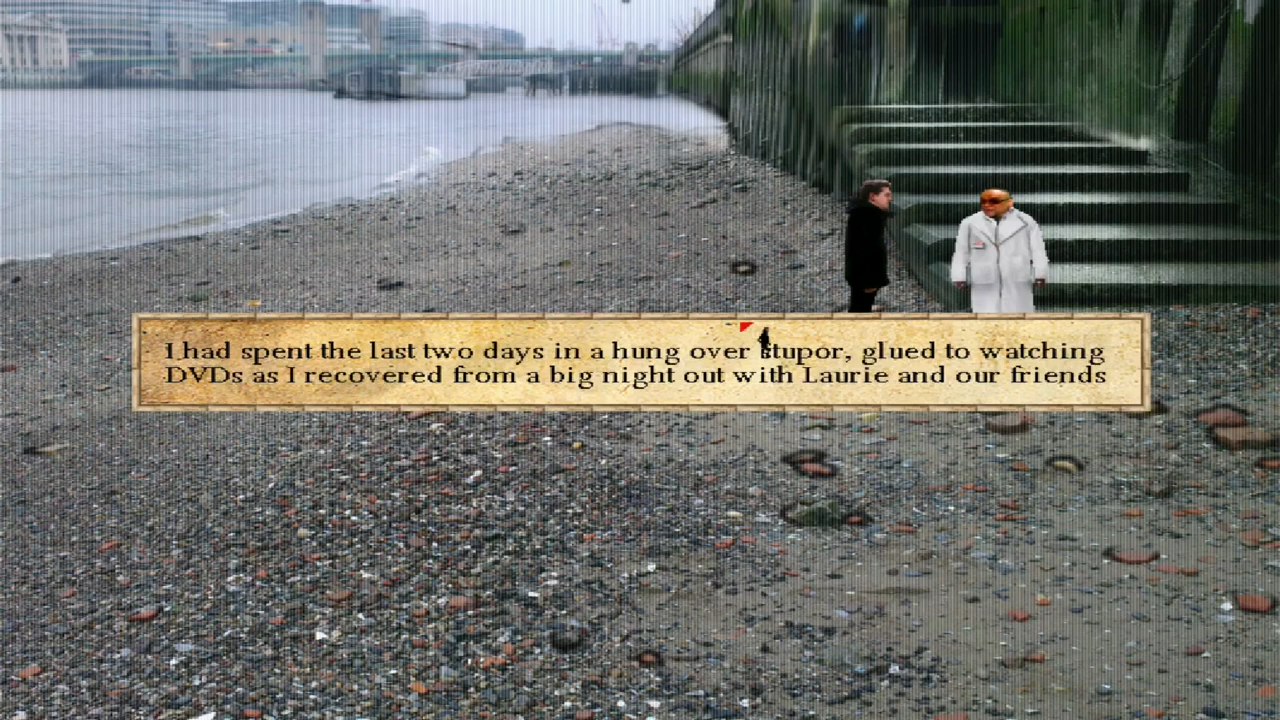 I had spent the last two days in a hung over stupor, glued to watching
DVDs as I recovered from a big night out with Laurie and our friends